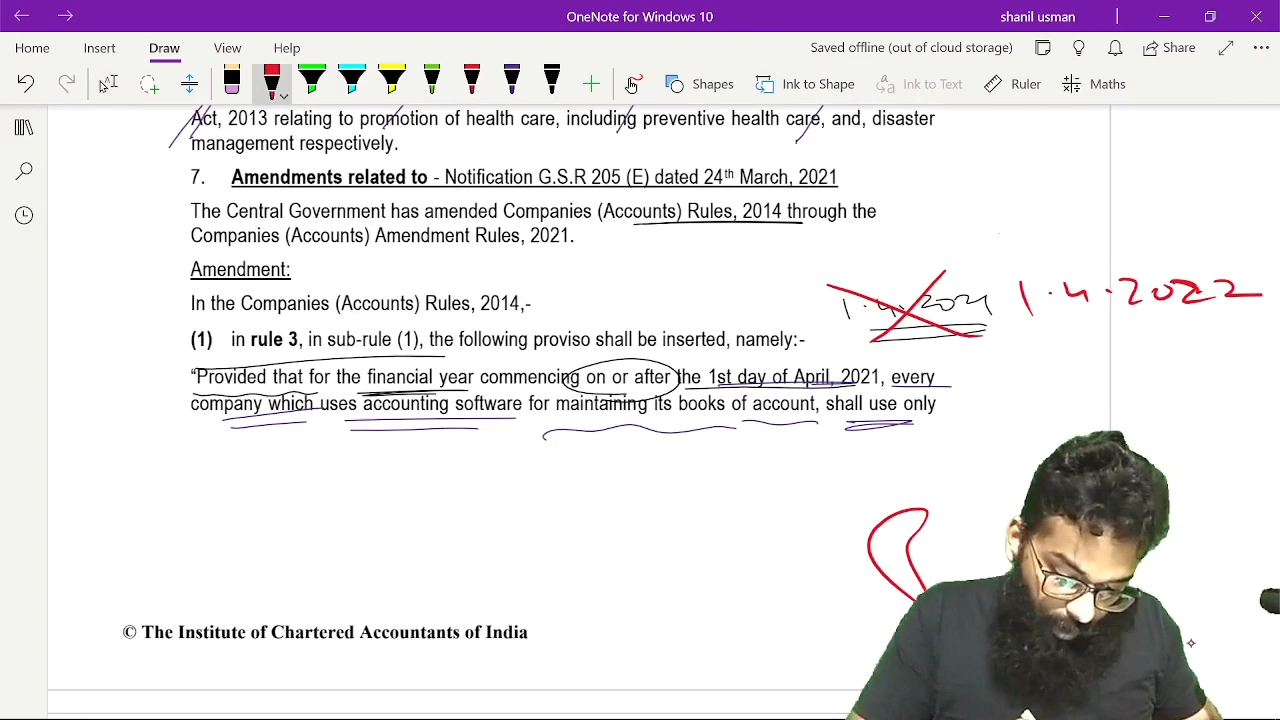 OneNote for Windows 10
shanil usman
Home Insert Draw View Help
Saved offline (out of cloud storage) Share
Shapes Ink to Shape Ink to Text Ruler Maths
Act, 2013 relating to promotion of health care, including preventive health care, and, disaster
management respectively.
7. Amendments related to - Notification G.S.R 205 (E) dated 24th March, 2021
The Central Government has amended Companies (Accounts) Rules, 2014 through the
Companies (Accounts) Amendment Rules, 2021.
Amendment:
In the Companies (Accounts) Rules, 2014,-
1.4.2021 1.4.2022
(1) in rule 3, in sub-rule (1), the following proviso shall be inserted, namely:-
“Provided that for the financial year commencing on or after the 1st day of April, 2021, every
company which uses accounting software for maintaining its books of account, shall use only
© The Institute of Chartered Accountants of India